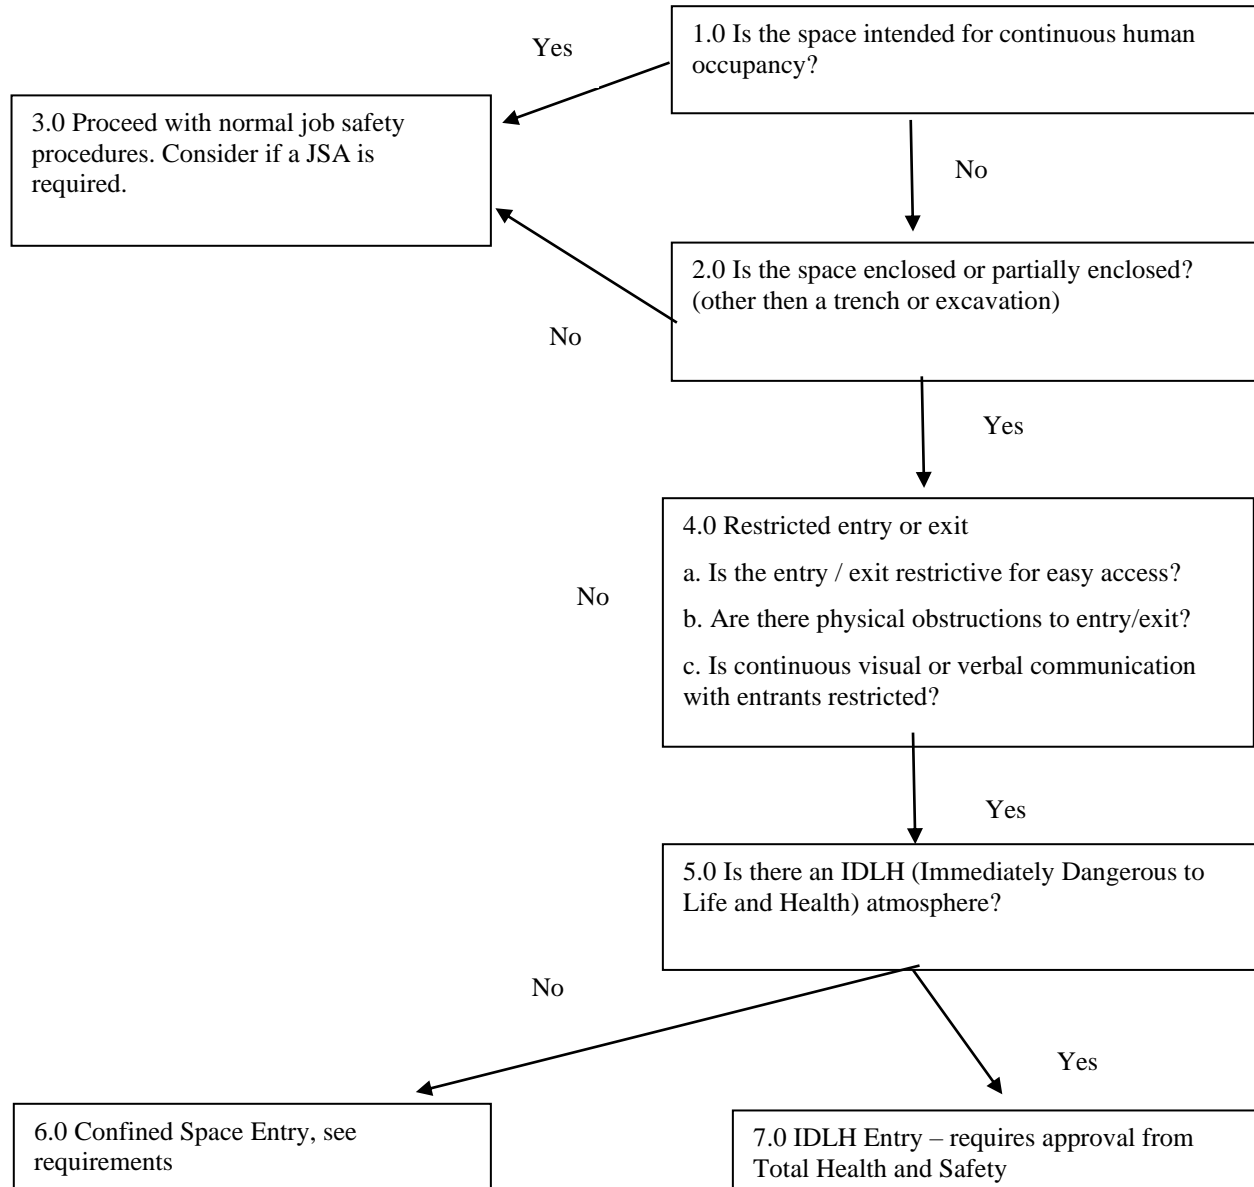 1.0 Is the space intended for continuous human
occupancy?
Yes
3.0 Proceed with normal job safety
procedures. Consider if a JSA is
required.
No
2.0 Is the space enclosed or partially enclosed?
(other then a trench or excavation)
No
Yes
4.0 Restricted entry or exit
a. Is the entry / exit restrictive for easy access?
b. Are there physical obstructions to entry/exit?
c. Is continuous visual or verbal communication
with entrants restricted?
No
Yes
5.0 Is there an IDLH (Immediately Dangerous to
Life and Health) atmosphere?
No
Yes
6.0 Confined Space Entry, see
requirements
7.0 IDLH Entry – requires approval from
Total Health and Safety